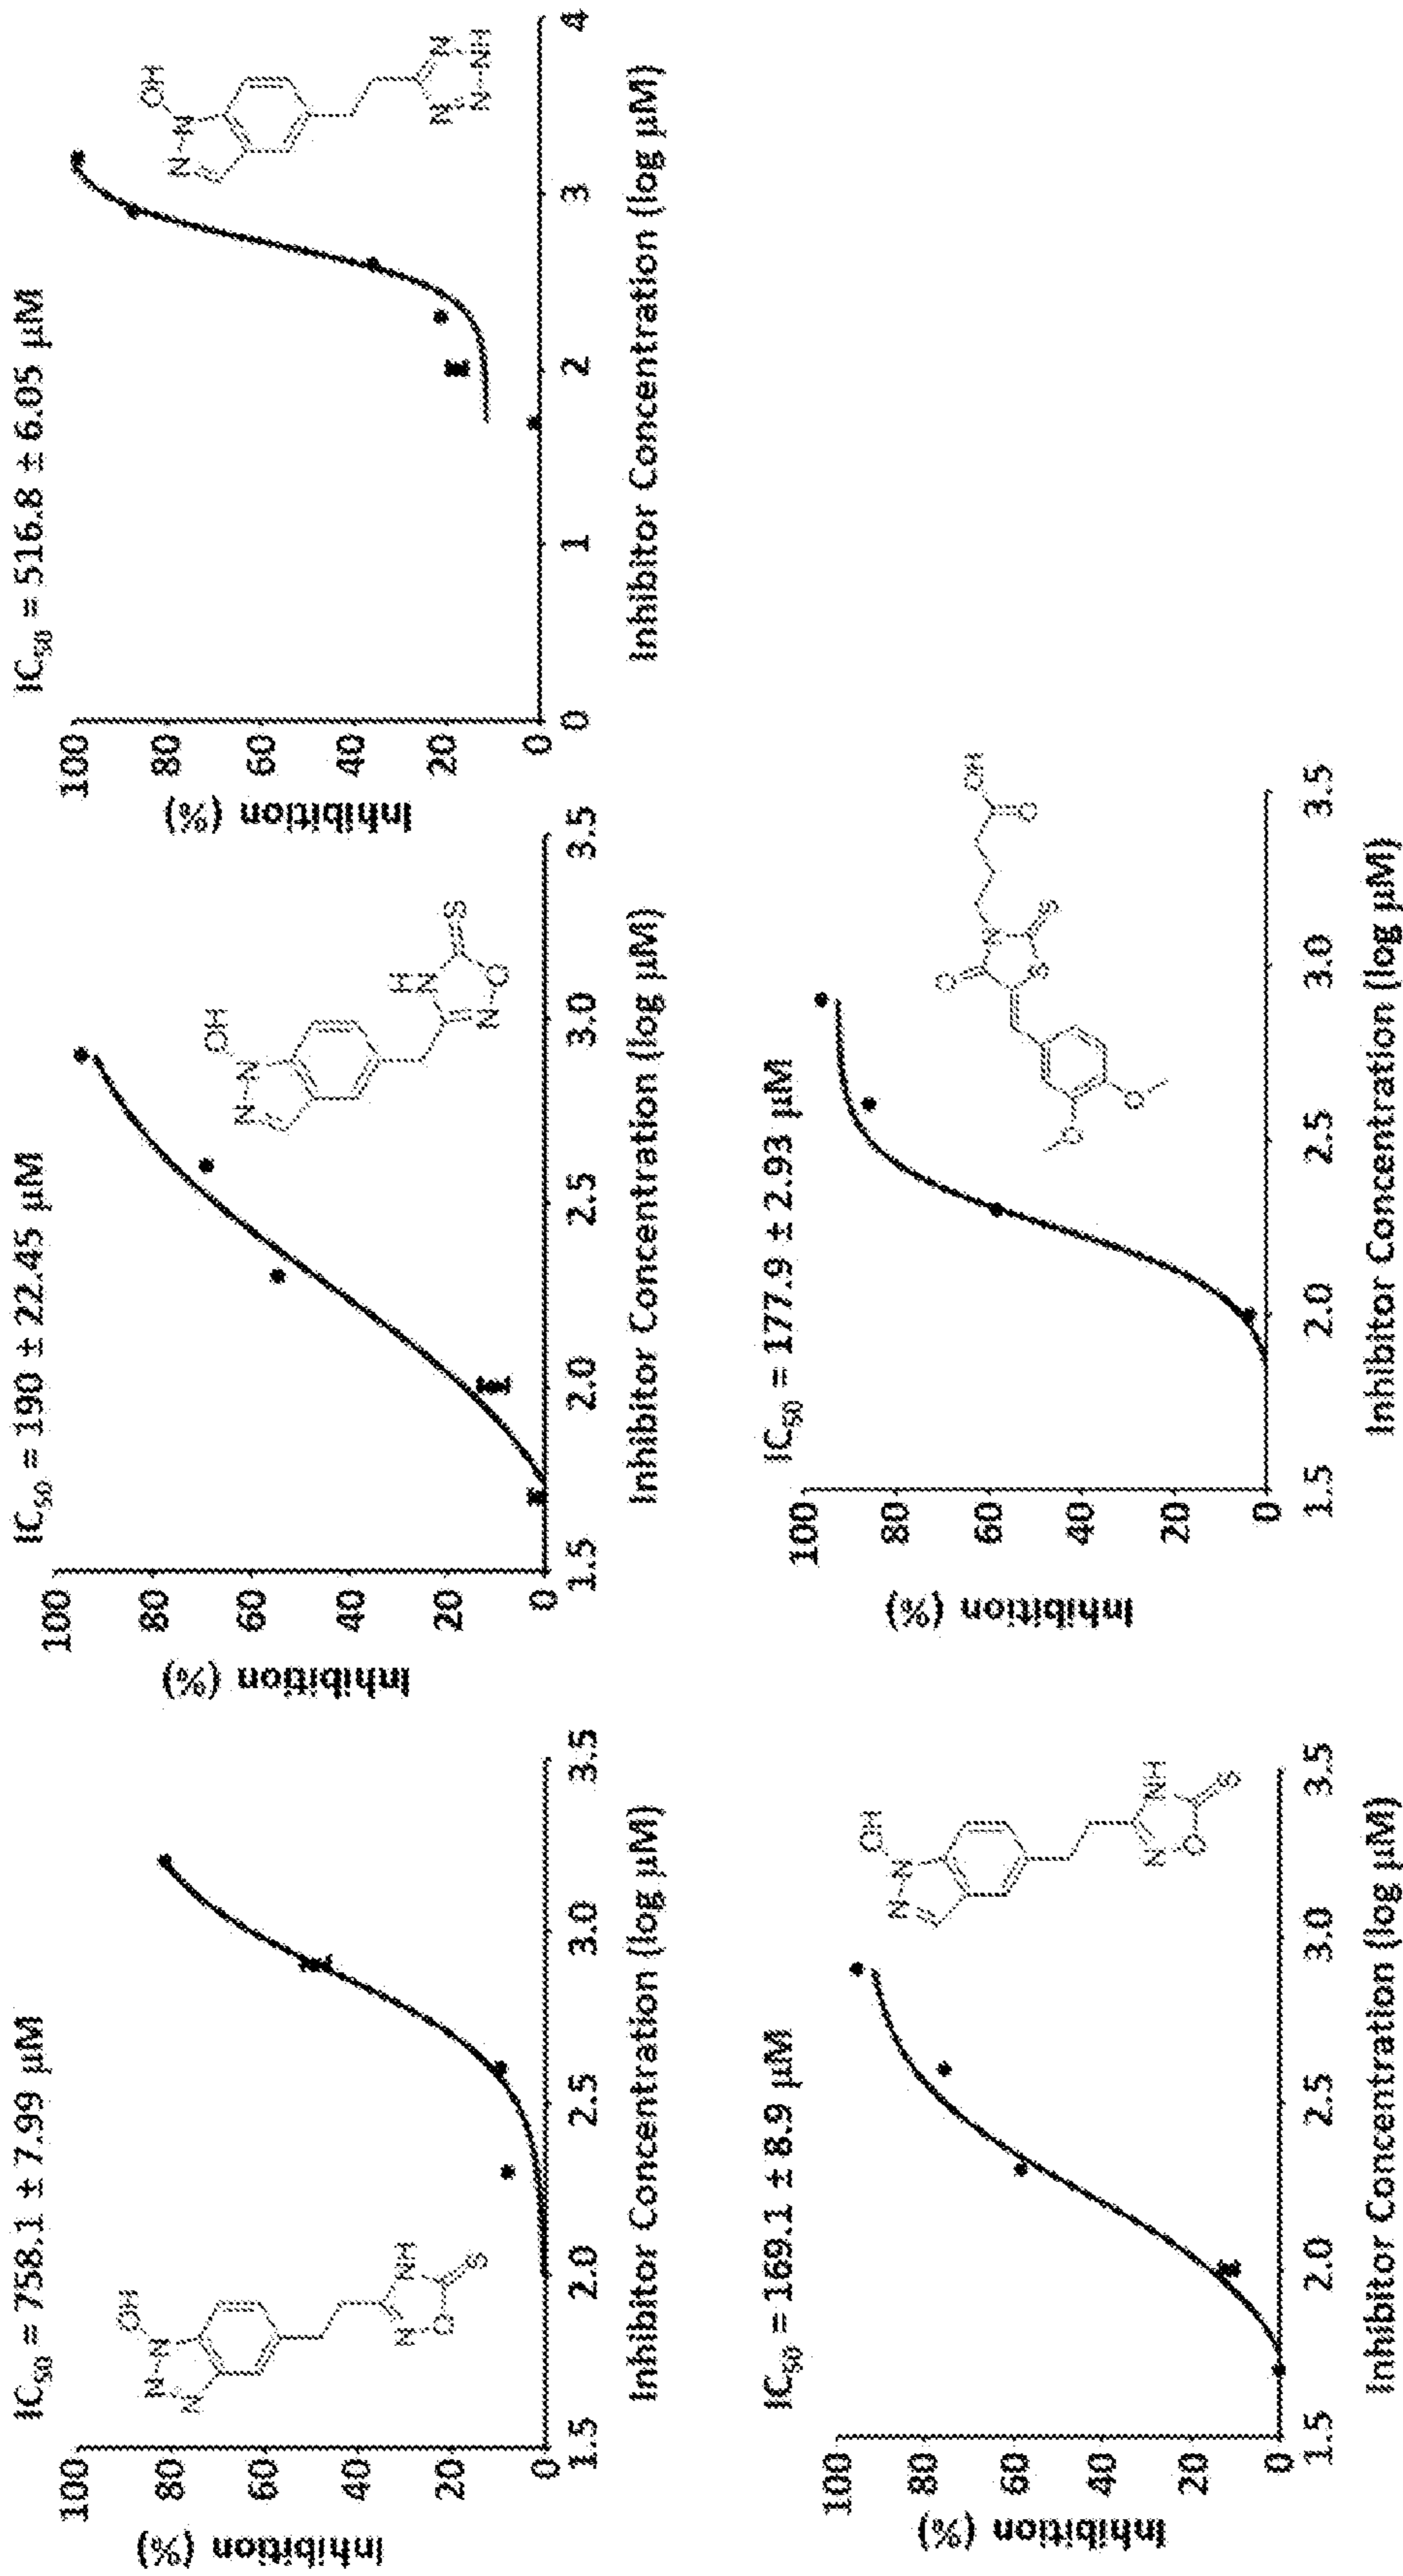 IC50 = 758.1 ± 7.99 µM
Inhibition (%)
100
80
60
40
20
0
1.5
2.0
2.5
3.0
3.5
Inhibitor Concentration (log µM)
OH
N
N
N
N
NH
O
S
IC50 = 190 ± 22.45 µM
Inhibition (%)
100
80
60
40
20
0
1.5
2.0
2.5
3.0
3.5
Inhibitor Concentration (log µM)
OH
N
N
H
N
S
N
O
IC50 = 516.8 ± 6.05 µM
Inhibition (%)
100
80
60
40
20
0
0
1
2
3
4
Inhibitor Concentration (log µM)
OH
N
N
N
N
N
NH
IC50 = 169.1 ± 8.9 µM
Inhibition (%)
100
80
60
40
20
0
1.5
2.0
2.5
3.0
3.5
Inhibitor Concentration (log µM)
OH
N
N
N
NH
O
S
IC50 = 177.9 ± 2.93 µM
Inhibition (%)
100
80
60
40
20
0
1.5
2.0
2.5
3.0
3.5
Inhibitor Concentration (log µM)
O
N
S
S
O
O
OH
O